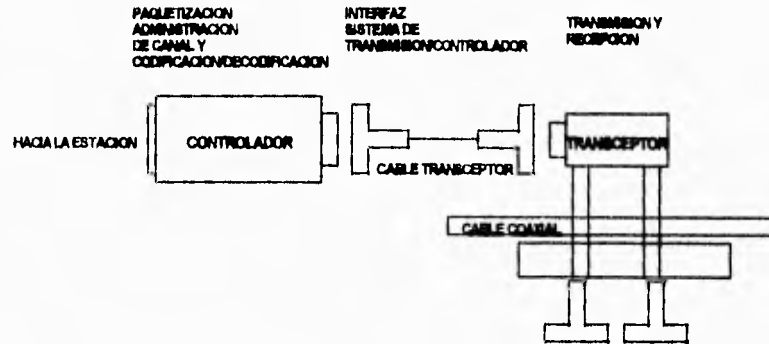 PAQUETIZACION
ADMINISTRACION
DE CANAL Y
CODIFICACION/DECODIFICACION
INTERFAZ
SISTEMA DE
TRANSMISION/CONTROLADOR
TRANSMISION Y
RECEPCION
HACIA LA ESTACION
CONTROLADOR
CABLE TRANSCEPTOR
TRANSCEPTOR
CABLE COAXIAL